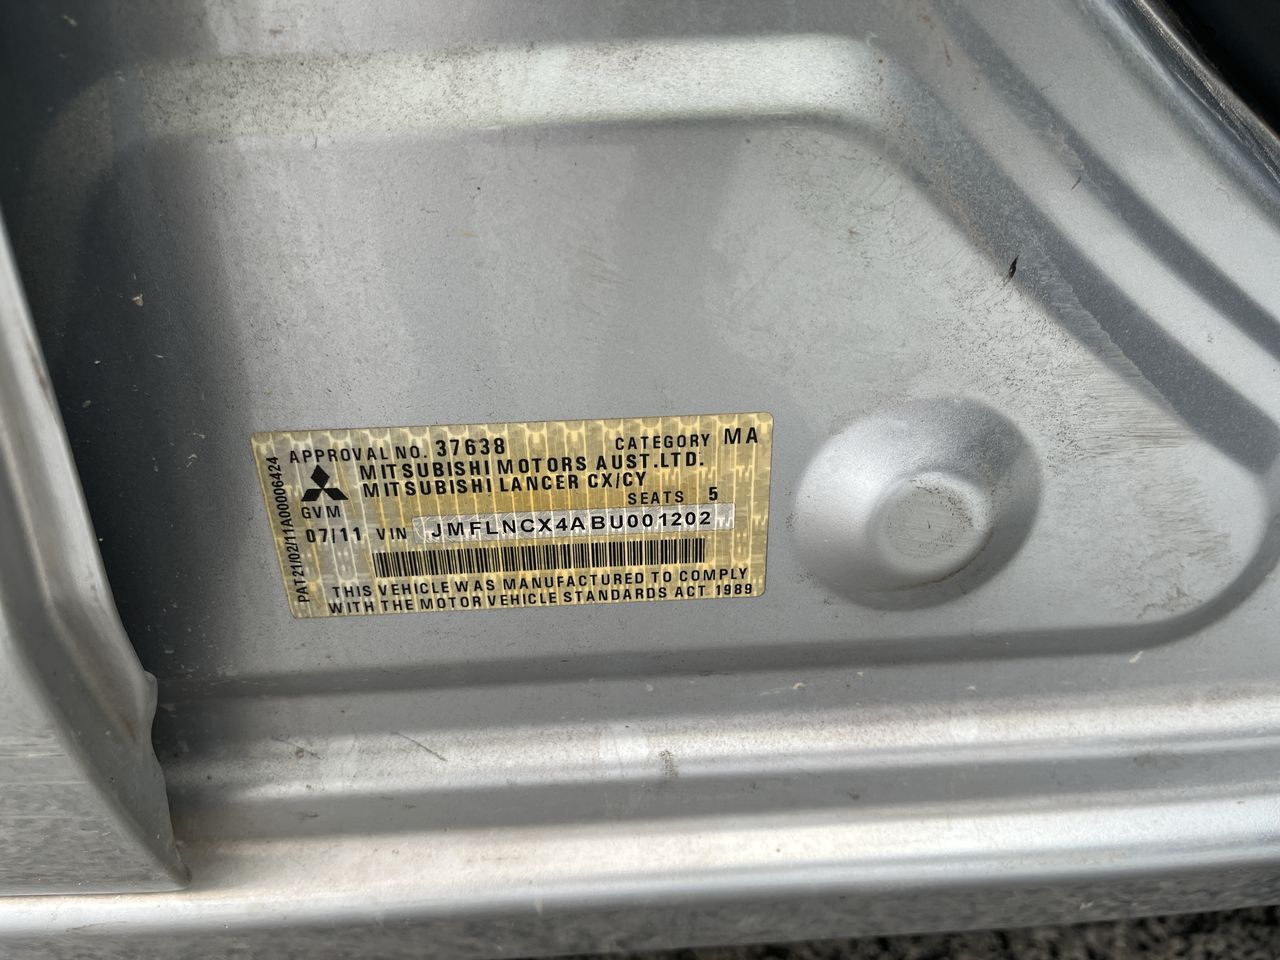 APPROVAL NO. 37638 CATEGORY MA
MITSUBISHI MOTORS AUST.LTD.
MITSUBISHI LANCER CX/CY
GVM SEATS 5
07/11 VIN JMFLNCX4ABU001202
THIS VEHICLE WAS MANUFACTURED TO COMPLY
WITH THE MOTOR VEHICLE STANDARDS ACT 1989
PAT21/02/11A00006424